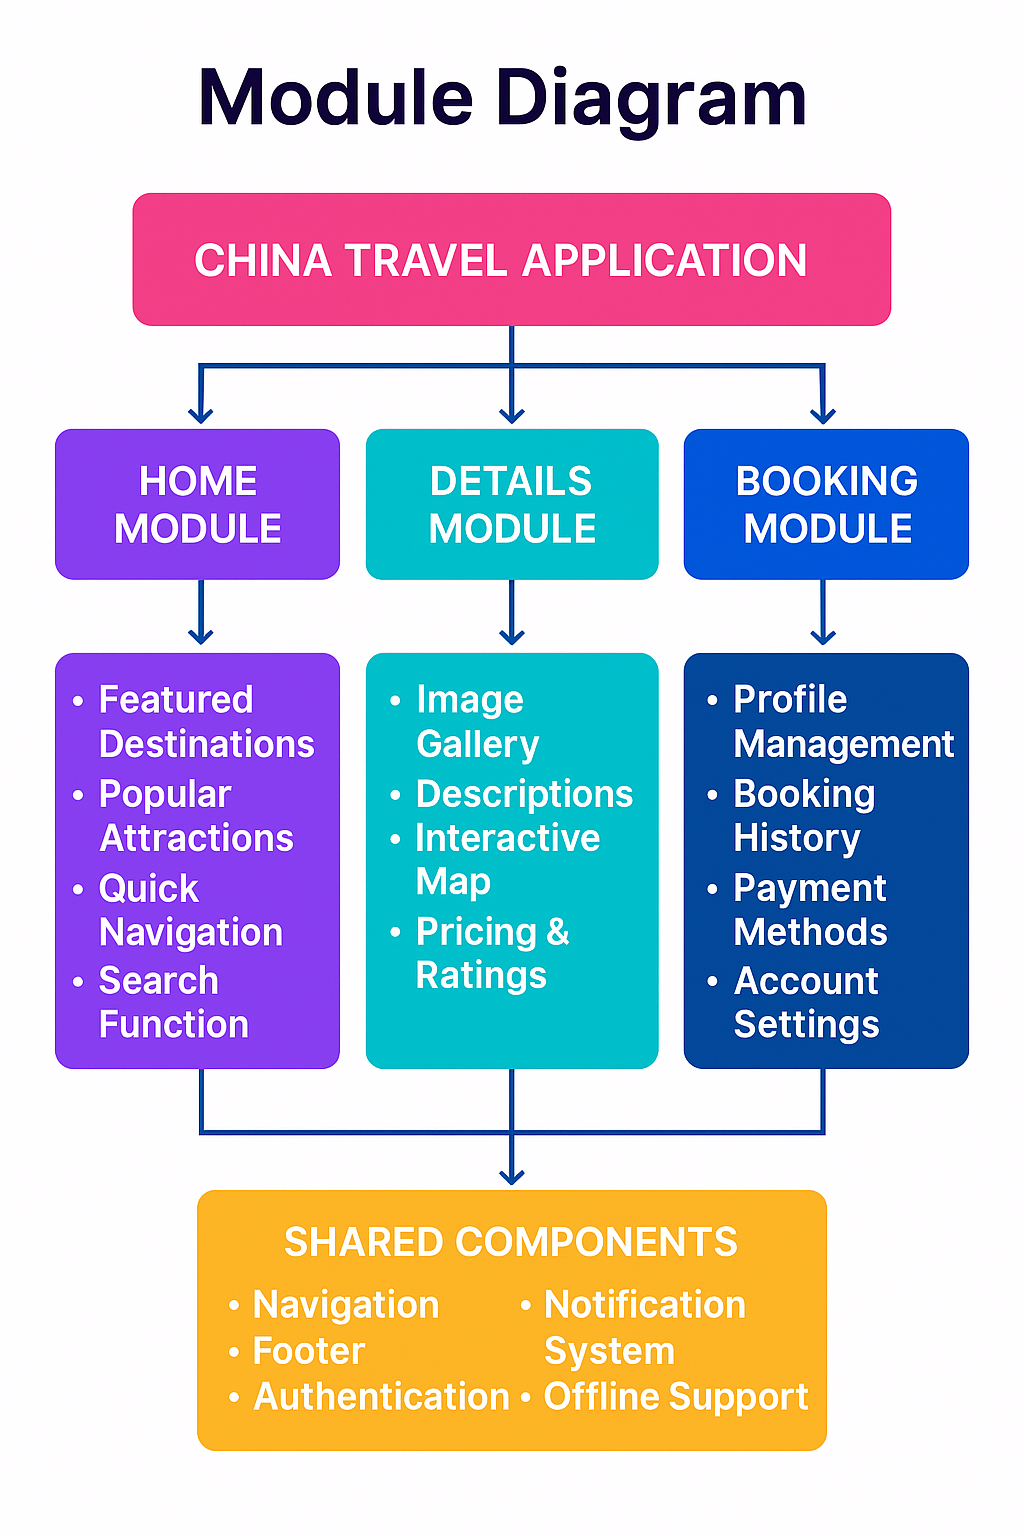 Module Diagram
CHINA TRAVEL APPLICATION
HOME
MODULE
DETAILS
MODULE
BOOKING
MODULE
• Featured
Destinations
• Popular
Attractions
• Quick
Navigation
• Search
Function
• Image
Gallery
• Descriptions
• Interactive
Map
• Pricing &
Ratings
• Profile
Management
• Booking
History
• Payment
Methods
• Account
Settings
SHARED COMPONENTS
• Navigation
• Footer
• Authentication
• Notification
System
• Offline Support